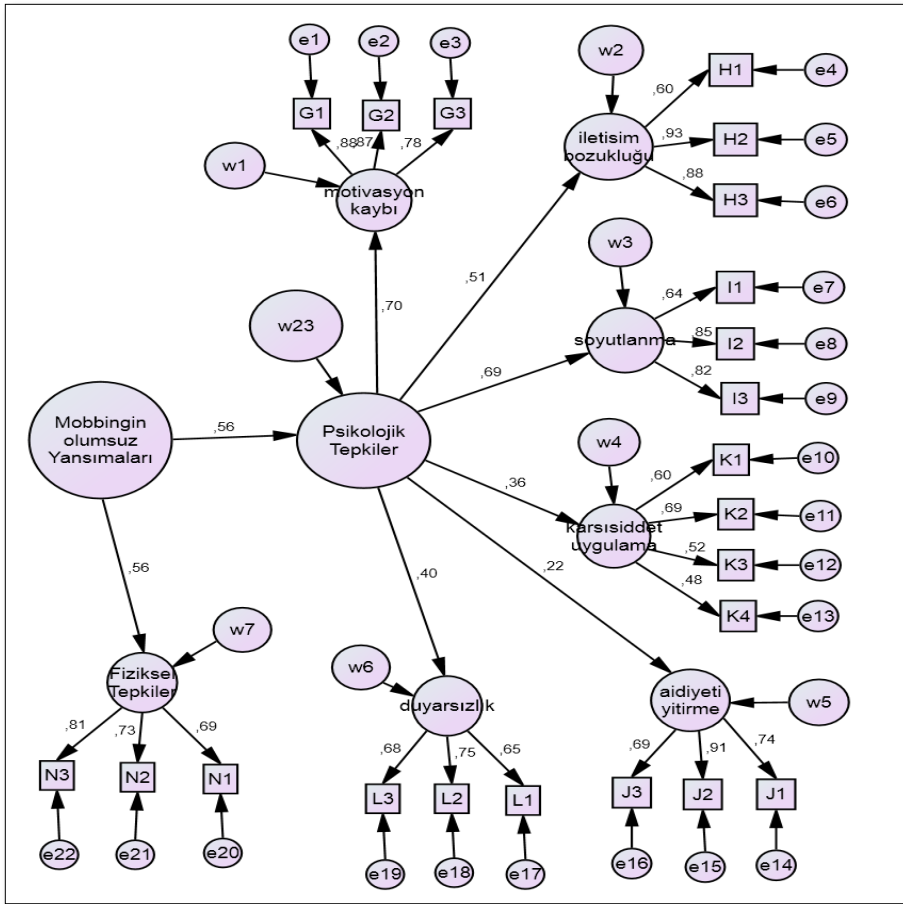 e1
e2
e3
G1
G2
G3
,88
,87
,78
w1
motivasyon
kaybı
w2
iletisim
bozukluğu
,60
,93
,88
H1
H2
H3
e4
e5
e6
,70
,51
w3
soyutlanma
,64
,85
,82
I1
I2
I3
e7
e8
e9
w23
,69
Mobbingin
olumsuz
Yansımaları
,56
Psikolojik
Tepkiler
w4
karsısiddet
uygulama
,36
,60
,69
,52
,48
K1
K2
K3
K4
e10
e11
e12
e13
,56
,40
,22
w7
Fiziksel
Tepkiler
,81
,73
,69
N3
N2
N1
e22
e21
e20
w6
duyarsızlık
,68
,75
,65
L3
L2
L1
e19
e18
e17
aidiyeti
yitirme
w5
,69
,91
,74
J3
J2
J1
e16
e15
e14